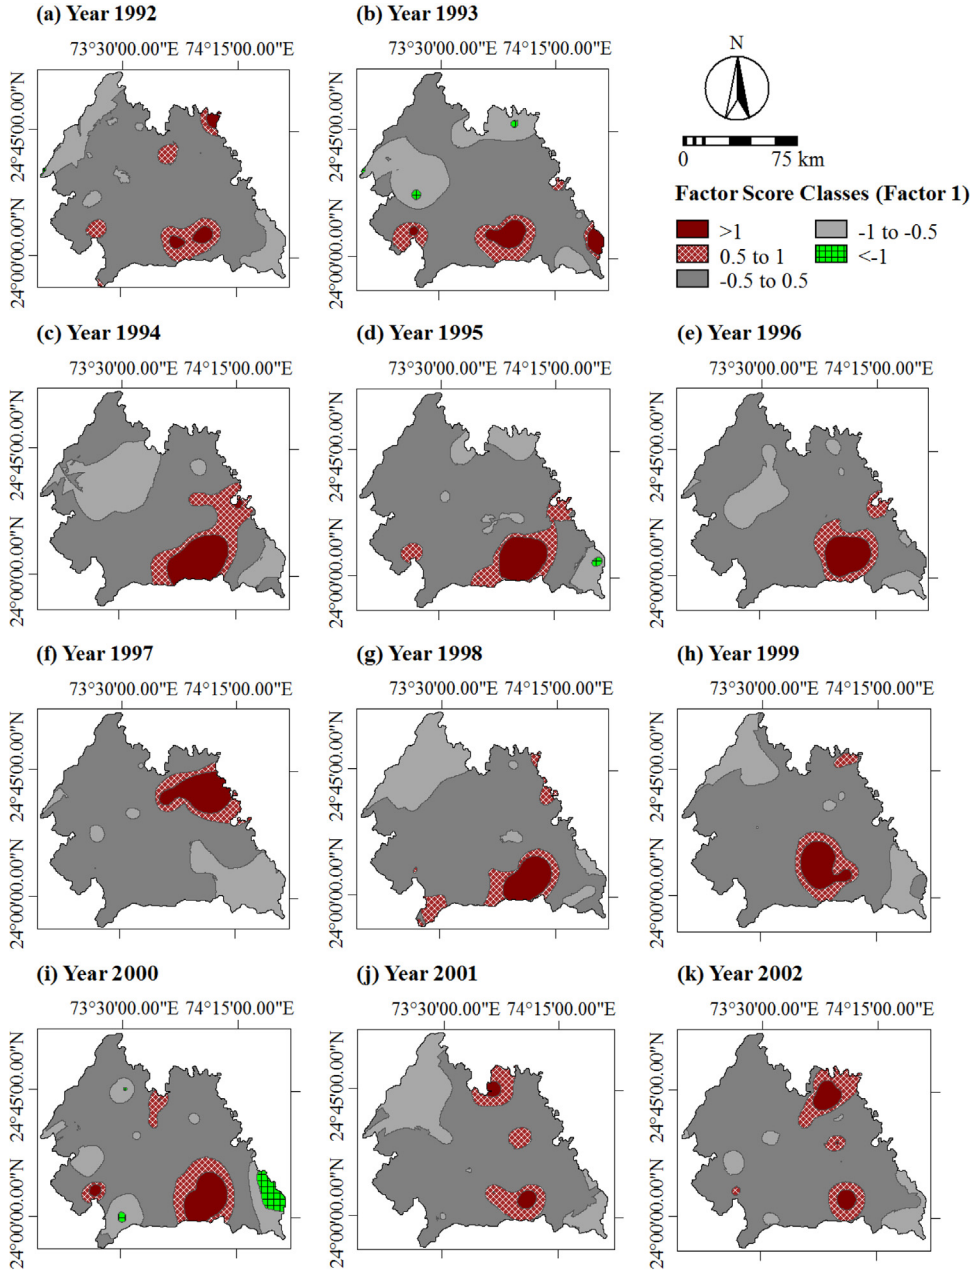 (a) Year 1992
(b) Year 1993
73°30'00.00"E 74°15'00.00"E
73°30'00.00"E 74°15'00.00"E
24°45'00.00"N
24°00'00.00"N
24°45'00.00"N
24°00'00.00"N
N
0 75 km
Factor Score Classes (Factor 1)
>1
0.5 to 1
-0.5 to 0.5
-1 to -0.5
<-1
(c) Year 1994
(d) Year 1995
(e) Year 1996
73°30'00.00"E 74°15'00.00"E
73°30'00.00"E 74°15'00.00"E
73°30'00.00"E 74°15'00.00"E
24°45'00.00"N
24°00'00.00"N
24°45'00.00"N
24°00'00.00"N
24°45'00.00"N
24°00'00.00"N
(f) Year 1997
(g) Year 1998
(h) Year 1999
73°30'00.00"E 74°15'00.00"E
73°30'00.00"E 74°15'00.00"E
73°30'00.00"E 74°15'00.00"E
24°45'00.00"N
24°00'00.00"N
24°45'00.00"N
24°00'00.00"N
24°45'00.00"N
24°00'00.00"N
(i) Year 2000
(j) Year 2001
(k) Year 2002
73°30'00.00"E 74°15'00.00"E
73°30'00.00"E 74°15'00.00"E
73°30'00.00"E 74°15'00.00"E
24°45'00.00"N
24°00'00.00"N
24°45'00.00"N
24°00'00.00"N
24°45'00.00"N
24°00'00.00"N